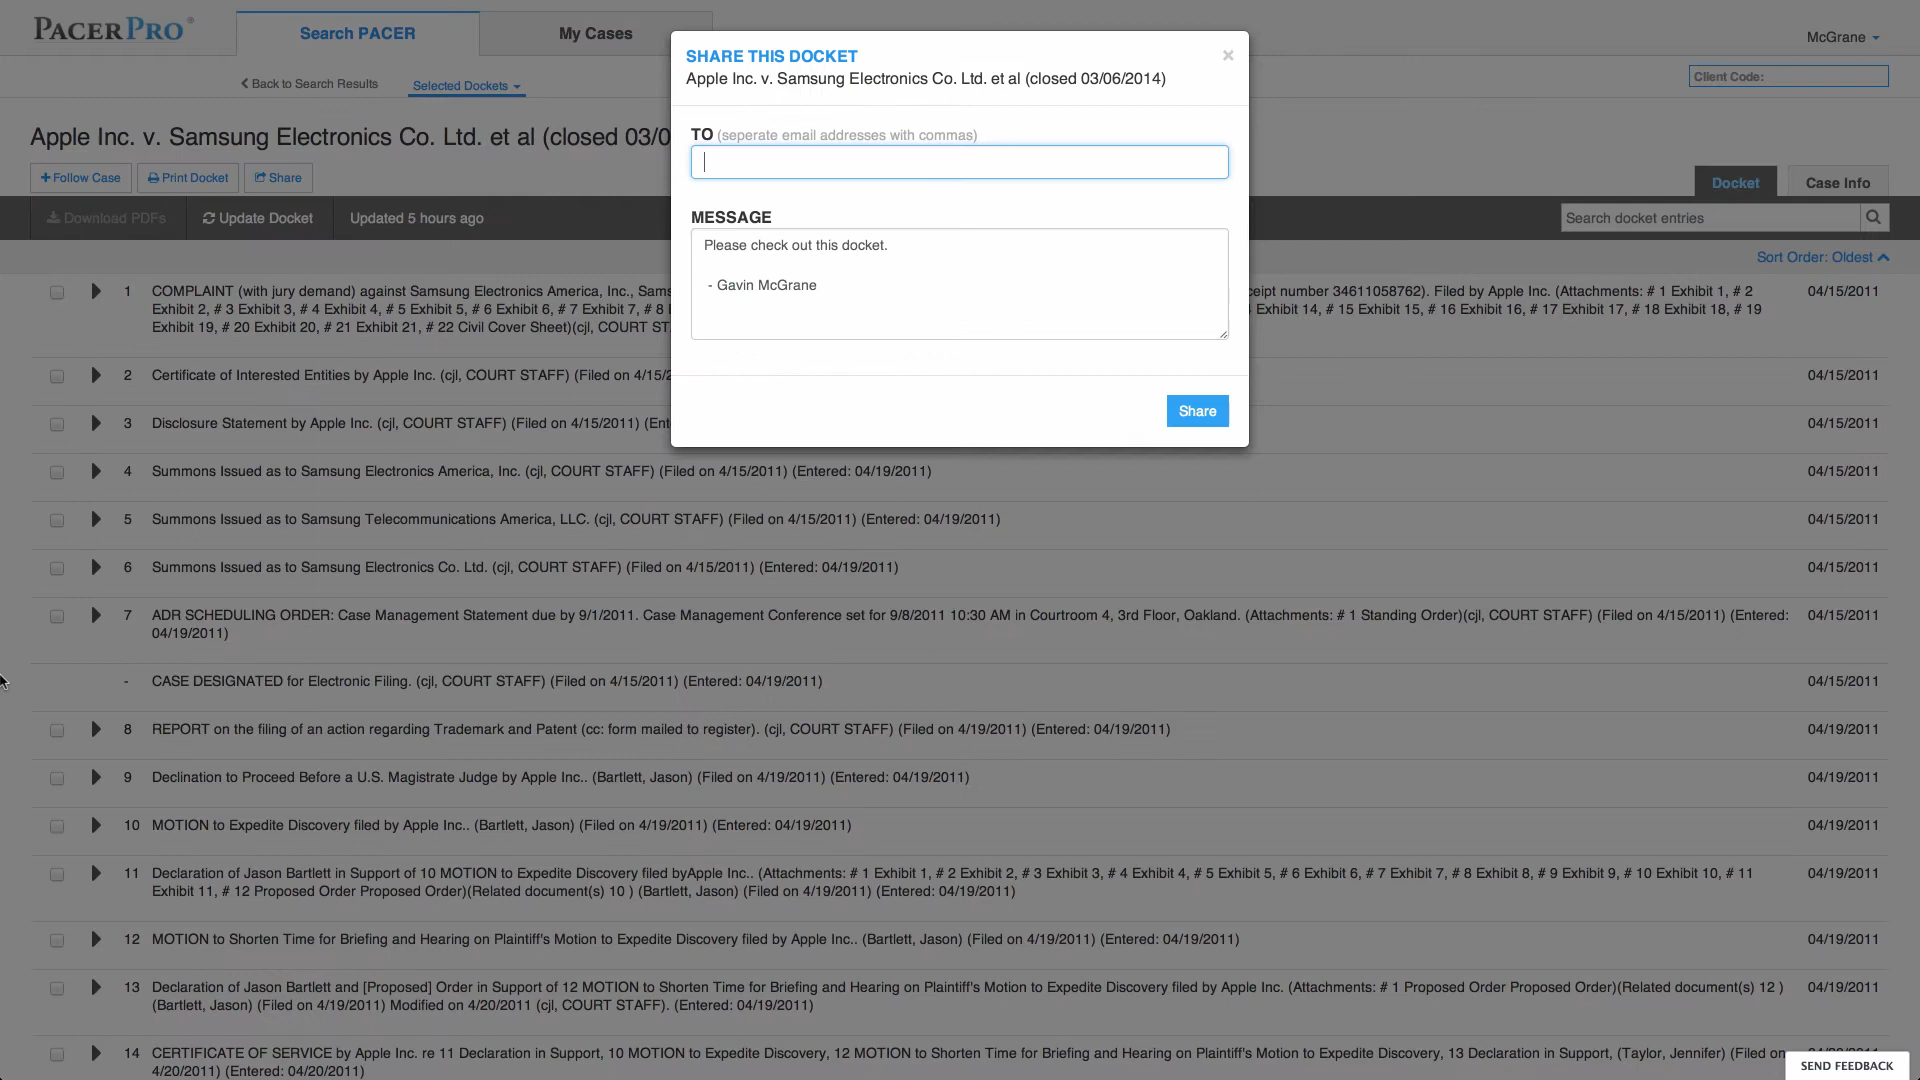 PACERPRO®
Search PACER
My Cases
McGrane
Back to Search Results
Selected Dockets
Client Code:
Apple Inc. v. Samsung Electronics Co. Ltd. et al (closed 03/0
Follow Case
Print Docket
Share
Docket
Case Info
Download PDFs
Update Docket
Updated 5 hours ago
Search docket entries
Sort Order: Oldest
SHARE THIS DOCKET
×
Apple Inc. v. Samsung Electronics Co. Ltd. et al (closed 03/06/2014)
TO (seperate email addresses with commas)
MESSAGE
Please check out this docket.
- Gavin McGrane
Share
1 COMPLAINT (with jury demand) against Samsung Electronics America, Inc., Sams eipt number 34611058762). Filed by Apple Inc. (Attachments: # 1 Exhibit 1, # 2 04/15/2011
Exhibit 2, # 3 Exhibit 3, # 4 Exhibit 4, # 5 Exhibit 5, # 6 Exhibit 6, # 7 Exhibit 7, # 8 Exhibit 14, # 15 Exhibit 15, # 16 Exhibit 16, # 17 Exhibit 17, # 18 Exhibit 18, # 19
Exhibit 19, # 20 Exhibit 20, # 21 Exhibit 21, # 22 Civil Cover Sheet)(cjl, COURT ST
2 Certificate of Interested Entities by Apple Inc. (cjl, COURT STAFF) (Filed on 4/15/2 04/15/2011
3 Disclosure Statement by Apple Inc. (cjl, COURT STAFF) (Filed on 4/15/2011) (Ent 04/15/2011
4 Summons Issued as to Samsung Electronics America, Inc. (cjl, COURT STAFF) (Filed on 4/15/2011) (Entered: 04/19/2011) 04/15/2011
5 Summons Issued as to Samsung Telecommunications America, LLC. (cjl, COURT STAFF) (Filed on 4/15/2011) (Entered: 04/19/2011) 04/15/2011
6 Summons Issued as to Samsung Electronics Co. Ltd. (cjl, COURT STAFF) (Filed on 4/15/2011) (Entered: 04/19/2011) 04/15/2011
7 ADR SCHEDULING ORDER: Case Management Statement due by 9/1/2011. Case Management Conference set for 9/8/2011 10:30 AM in Courtroom 4, 3rd Floor, Oakland. (Attachments: # 1 Standing Order)(cjl, COURT STAFF) (Filed on 4/15/2011) (Entered: 04/15/2011
04/19/2011)
- CASE DESIGNATED for Electronic Filing. (cjl, COURT STAFF) (Filed on 4/15/2011) (Entered: 04/19/2011) 04/15/2011
8 REPORT on the filing of an action regarding Trademark and Patent (cc: form mailed to register). (cjl, COURT STAFF) (Filed on 4/19/2011) (Entered: 04/19/2011) 04/19/2011
9 Declination to Proceed Before a U.S. Magistrate Judge by Apple Inc.. (Bartlett, Jason) (Filed on 4/19/2011) (Entered: 04/19/2011) 04/19/2011
10 MOTION to Expedite Discovery filed by Apple Inc.. (Bartlett, Jason) (Filed on 4/19/2011) (Entered: 04/19/2011) 04/19/2011
11 Declaration of Jason Bartlett in Support of 10 MOTION to Expedite Discovery filed byApple Inc.. (Attachments: # 1 Exhibit 1, # 2 Exhibit 2, # 3 Exhibit 3, # 4 Exhibit 4, # 5 Exhibit 5, # 6 Exhibit 6, # 7 Exhibit 7, # 8 Exhibit 8, # 9 Exhibit 9, # 10 Exhibit 10, # 11 04/19/2011
Exhibit 11, # 12 Proposed Order Proposed Order)(Related document(s) 10 ) (Bartlett, Jason) (Filed on 4/19/2011) (Entered: 04/19/2011)
12 MOTION to Shorten Time for Briefing and Hearing on Plaintiff's Motion to Expedite Discovery filed by Apple Inc.. (Bartlett, Jason) (Filed on 4/19/2011) (Entered: 04/19/2011) 04/19/2011
13 Declaration of Jason Bartlett and [Proposed] Order in Support of 12 MOTION to Shorten Time for Briefing and Hearing on Plaintiff's Motion to Expedite Discovery filed by Apple Inc. (Attachments: # 1 Proposed Order Proposed Order)(Related document(s) 12 ) 04/19/2011
(Bartlett, Jason) (Filed on 4/19/2011) Modified on 4/20/2011 (cjl, COURT STAFF). (Entered: 04/19/2011)
14 CERTIFICATE OF SERVICE by Apple Inc. re 11 Declaration in Support, 10 MOTION to Expedite Discovery, 12 MOTION to Shorten Time for Briefing and Hearing on Plaintiff's Motion to Expedite Discovery, 13 Declaration in Support, (Taylor, Jennifer) (Filed on
4/20/2011) (Entered: 04/20/2011)
SEND FEEDBACK